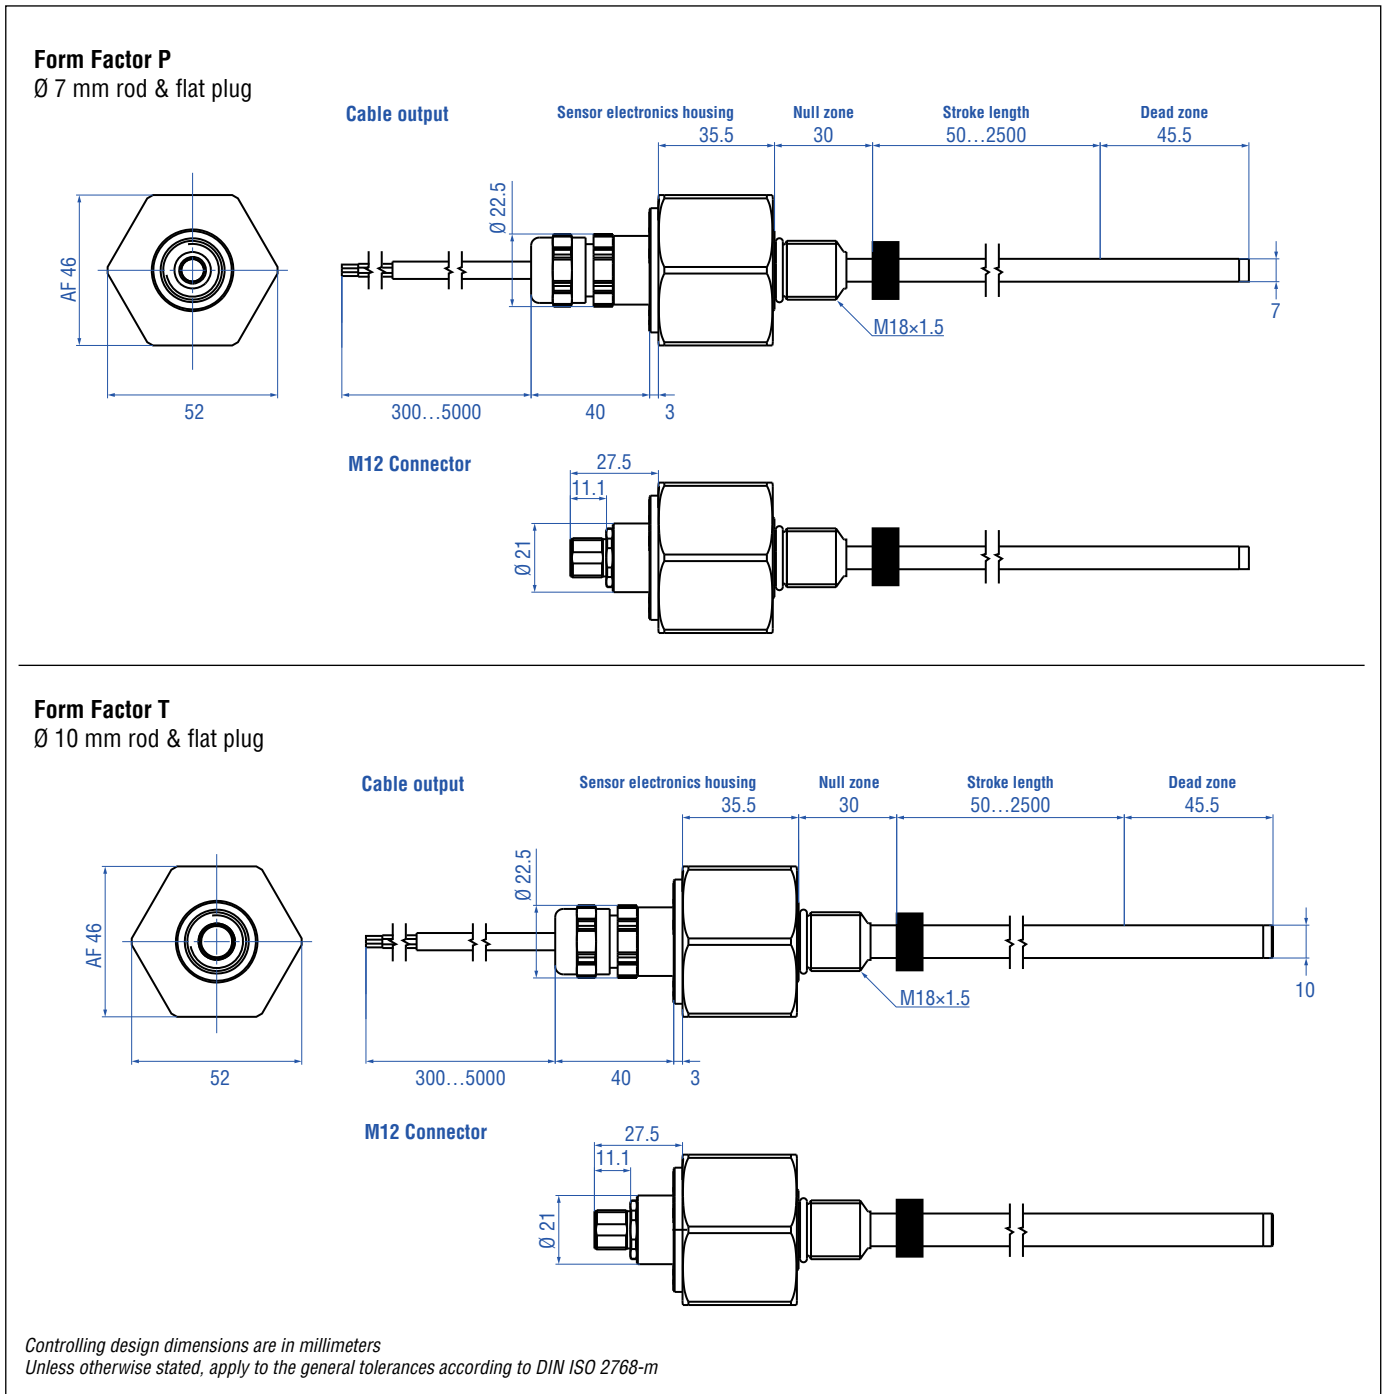 Form Factor P
Ø 7 mm rod & flat plug
Cable output
Sensor electronics housing
Null zone
Stroke length
Dead zone
35.5
30
50…2500
45.5
Ø 22.5
AF 46
7
M18×1.5
52
300…5000
40
3
M12 Connector
27.5
11.1
Ø 21
Form Factor T
Ø 10 mm rod & flat plug
Cable output
Sensor electronics housing
Null zone
Stroke length
Dead zone
35.5
30
50…2500
45.5
Ø 22.5
AF 46
10
M18×1.5
52
300…5000
40
3
M12 Connector
27.5
11.1
Ø 21
Controlling design dimensions are in millimeters
Unless otherwise stated, apply to the general tolerances according to DIN ISO 2768-m